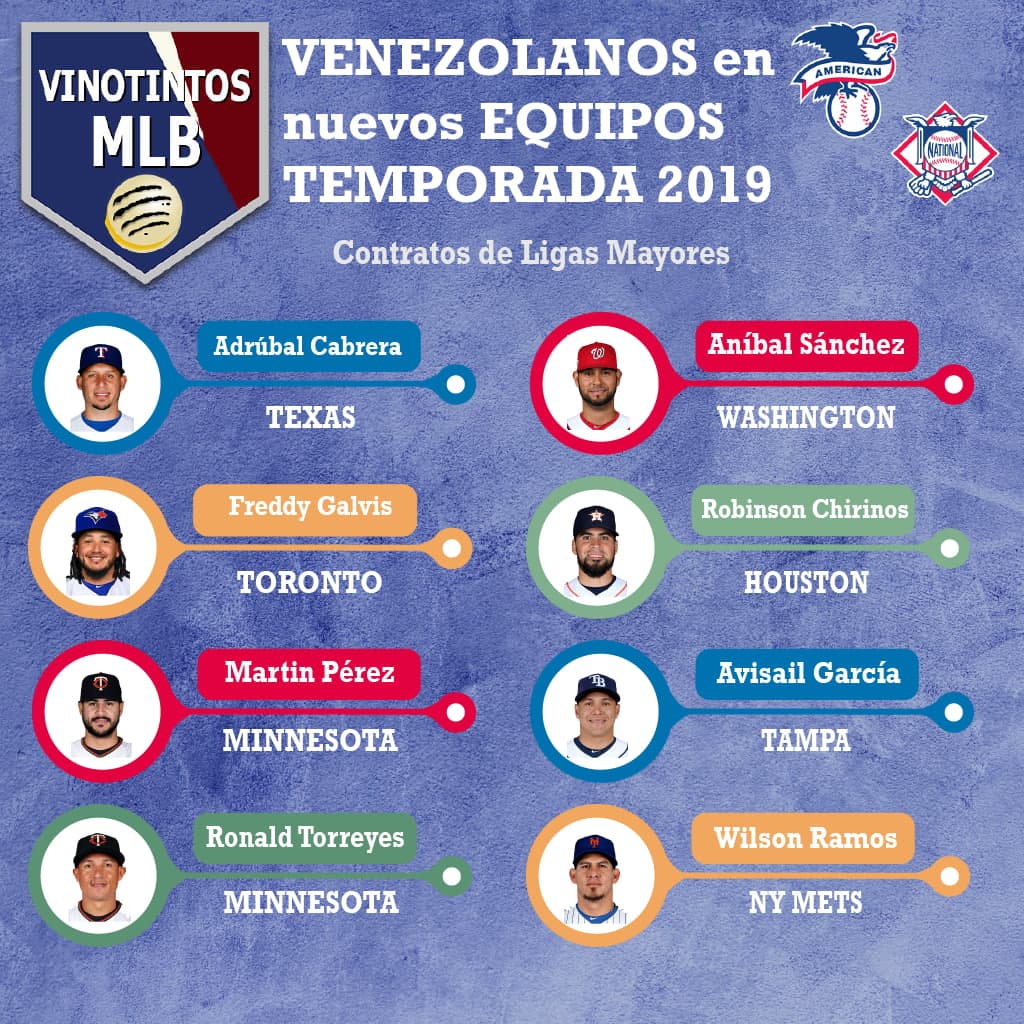 VINOTINTOS
MLB
VENEZOLANOS en
nuevos EQUIPOS
TEMPORADA 2019
AMERICAN
NATIONAL
Contratos de Ligas Mayores
Adrúbal Cabrera
TEXAS
Aníbal Sánchez
WASHINGTON
Freddy Galvis
TORONTO
Robinson Chirinos
HOUSTON
Martin Pérez
MINNESOTA
Avisail García
TAMPA
Ronald Torreyes
MINNESOTA
Wilson Ramos
NY METS